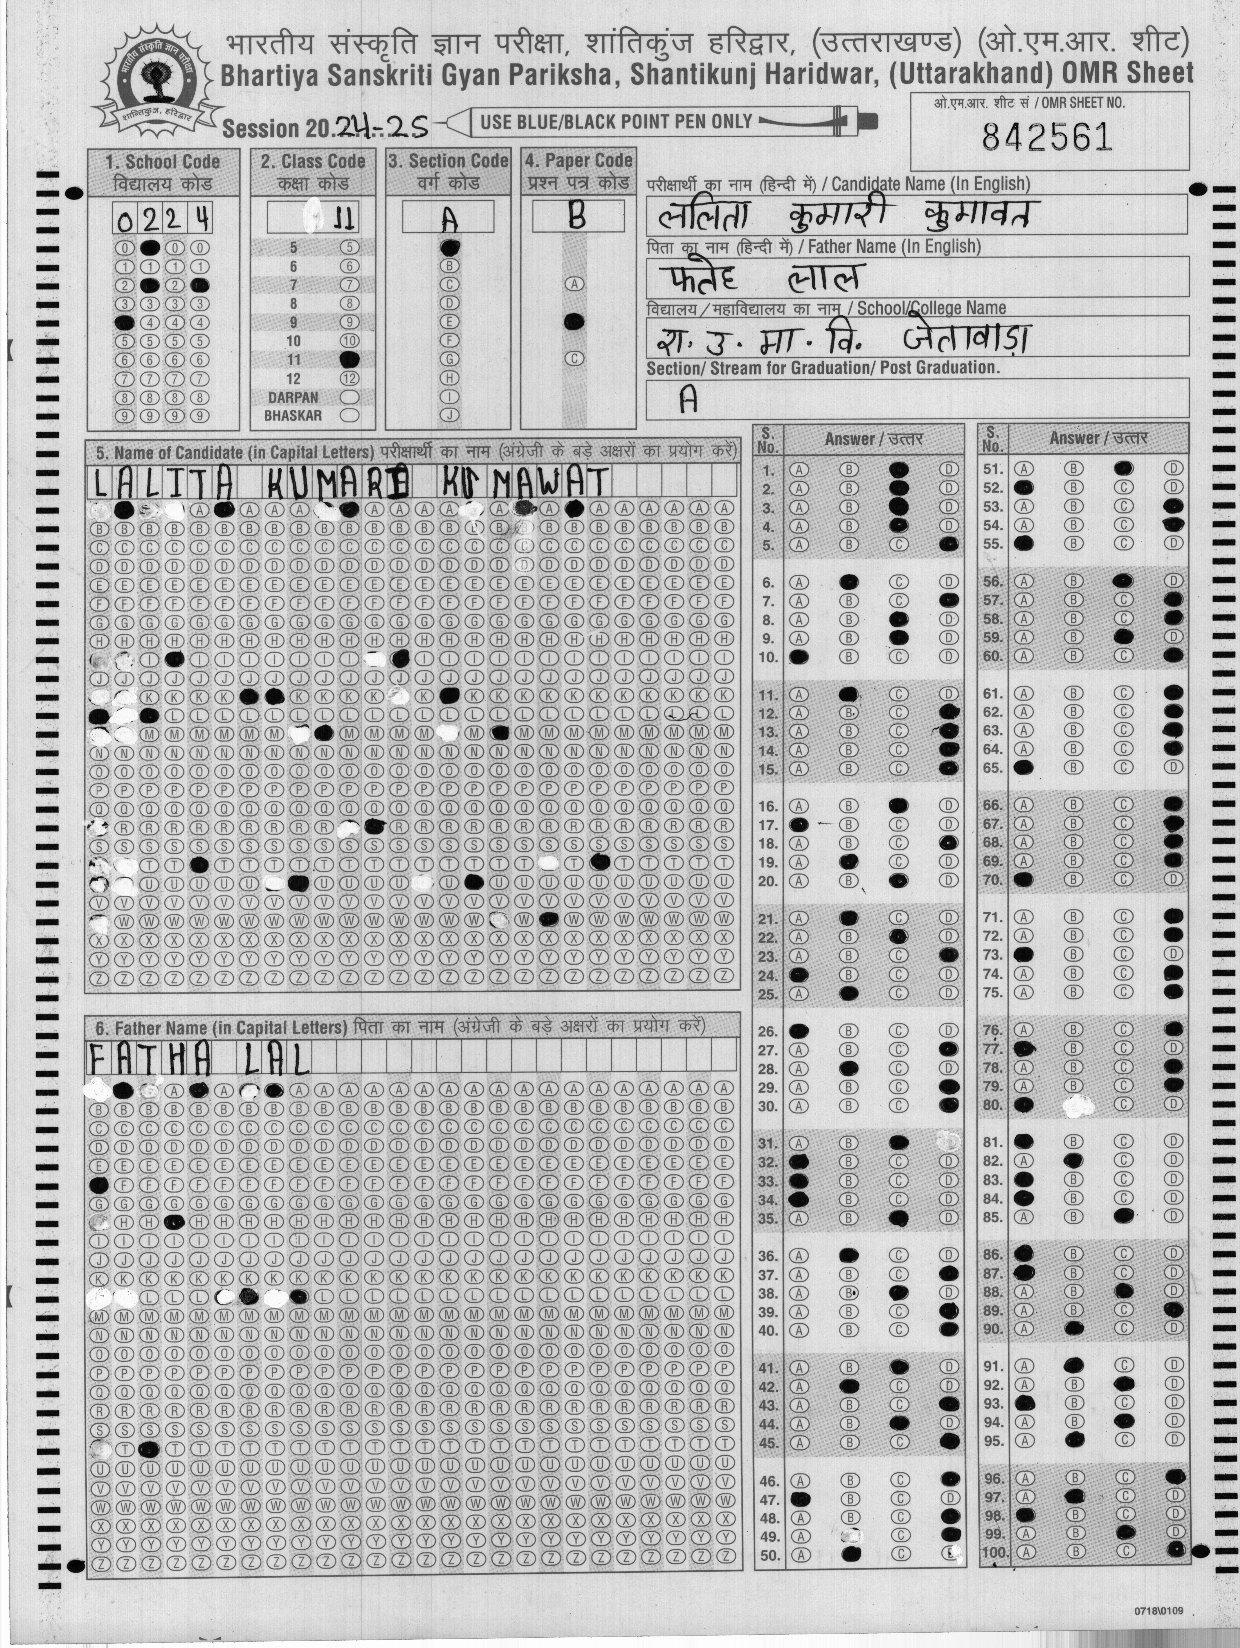 भारतीय संस्कृति ज्ञान परीक्षा, शांतिकुंज हरिद्वार, (उत्तराखण्ड) (ओ.एम.आर. शीट)
Bhartiya Sanskriti Gyan Pariksha, Shantikunj Haridwar, (Uttarakhand) OMR Sheet
Session 20 24-25 USE BLUE/BLACK POINT PEN ONLY
ओ.एम.आर. शीट सं / OMR SHEET NO.
842561
1. School Code
विद्यालय कोड
0224
2. Class Code
कक्षा कोड
11
3. Section Code
वर्ग कोड
A
4. Paper Code
प्रश्न पत्र कोड
B
5
6
7
8
9
10
11
12
DARPAN
BHASKAR
परीक्षार्थी का नाम (हिन्दी में) / Candidate Name (In English)
ललिता कुमारी कुमावत
पिता का नाम (हिन्दी में) / Father Name (In English)
फतेह लाल
विद्यालय / महाविद्यालय का नाम / School/College Name
रा. उ. मा. वि. जेतावाड़ा
Section/ Stream for Graduation/ Post Graduation.
A
5. Name of Candidate (in Capital Letters) परीक्षार्थी का नाम (अंग्रेजी के बड़े अक्षरों का प्रयोग करें)
LALITA KUMARI KUMAWAT
6. Father Name (in Capital Letters) पिता का नाम (अंग्रेजी के बड़े अक्षरों का प्रयोग करें)
FATHA LAL
S. No. Answer / उत्तर
S. No. Answer / उत्तर
0718\0109